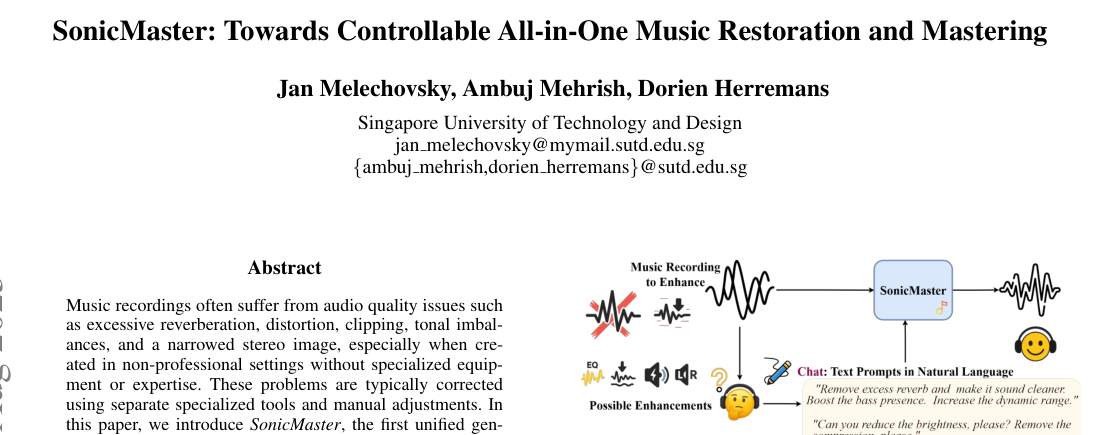 SonicMaster: Towards Controllable All-in-One Music Restoration and Mastering
Jan Melechovsky, Ambuj Mehrish, Dorien Herremans
Singapore University of Technology and Design
jan_melechovsky@mymail.sutd.edu.sg
{ambuj_mehrish,dorien_herremans}@sutd.edu.sg
Abstract
Music recordings often suffer from audio quality issues such
as excessive reverberation, distortion, clipping, tonal imbal-
ances, and a narrowed stereo image, especially when cre-
ated in non-professional settings without specialized equip-
ment or expertise. These problems are typically corrected
using separate specialized tools and manual adjustments. In
this paper, we introduce SonicMaster, the first unified gen-
Music Recording
to Enhance
SonicMaster
EQ
R
Possible Enhancements
Chat: Text Prompts in Natural Language
"Remove excess reverb and make it sound cleaner.
Boost the bass presence. Increase the dynamic range."
"Can you reduce the brightness, please? Remove the